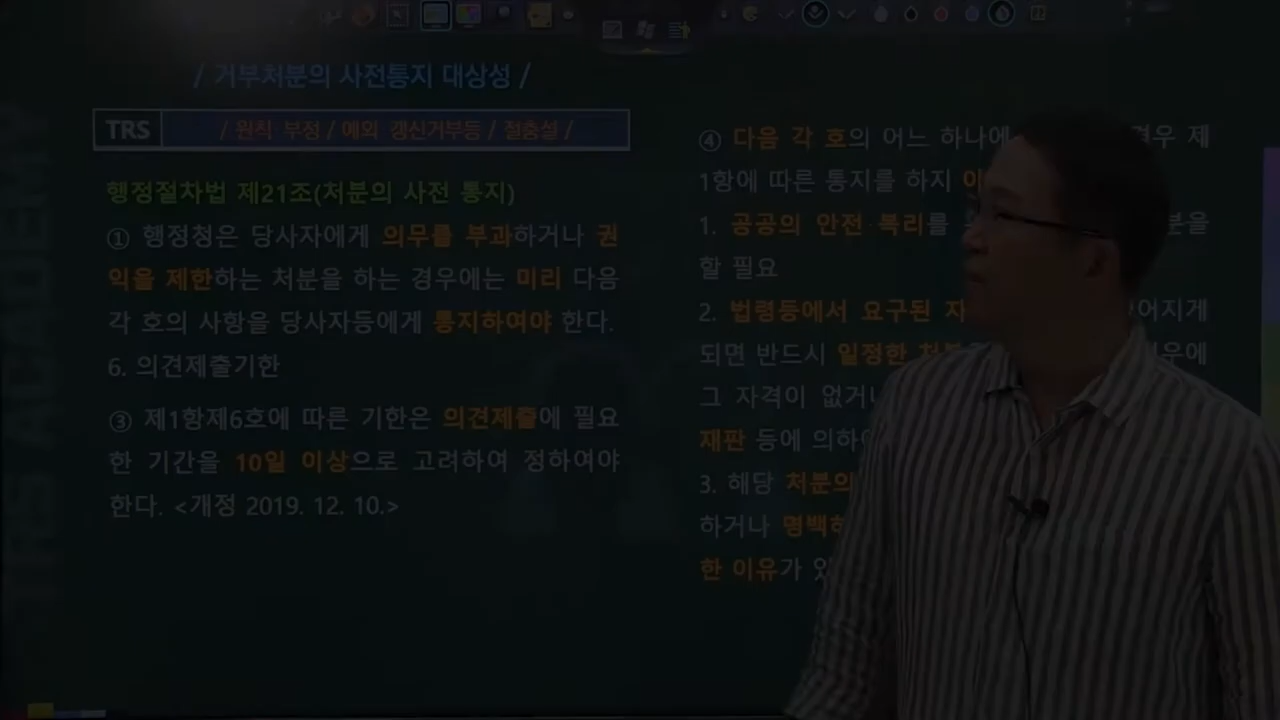 / 거부처분의 사전통지 대상성 /
TRS / 원칙 부정 / 예외 갱신거부등 / 절충설 /
행정절차법 제21조(처분의 사전 통지)
① 행정청은 당사자에게 의무를 부과하거나 권
익을 제한하는 처분을 하는 경우에는 미리 다음
각 호의 사항을 당사자등에게 통지하여야 한다.
6. 의견제출기한
③ 제1항제6호에 따른 기한은 의견제출에 필요
한 기간을 10일 이상으로 고려하여 정하여야
한다. <개정 2019. 12. 10.>
④ 다음 각 호의 어느 하나에 경우 제
1항에 따른 통지를 하지
1. 공공의 안전 복리를
할 필요
2. 법령등에서 요구된 자
되면 반드시 일정한
그 자격이 없거나
재판 등에 의하여
3. 해당 처분의
하거나
한 이유가
TRS ACADEMY